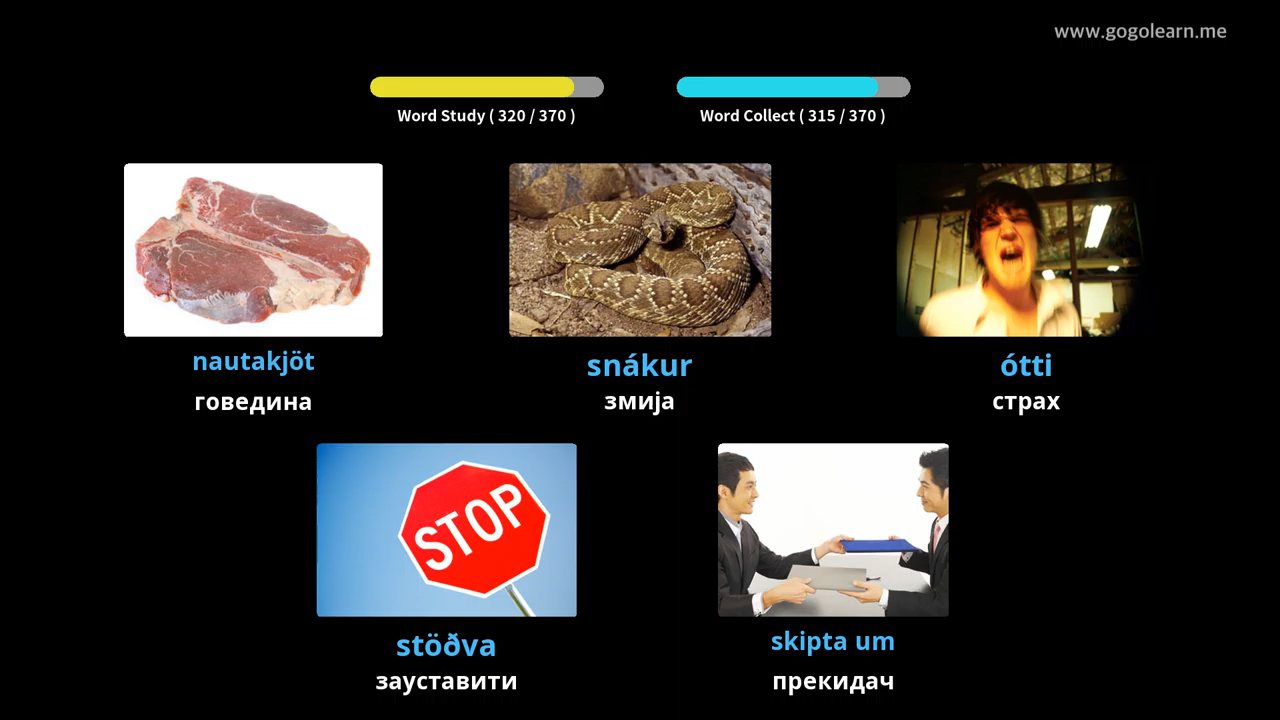 www.gogolearn.me
Word Study ( 320 / 370 )
Word Collect ( 315 / 370 )
nautakjöt
говедина
snákur
змија
ótti
страх
STOP
stöðva
зауставити
skipta um
прекидач